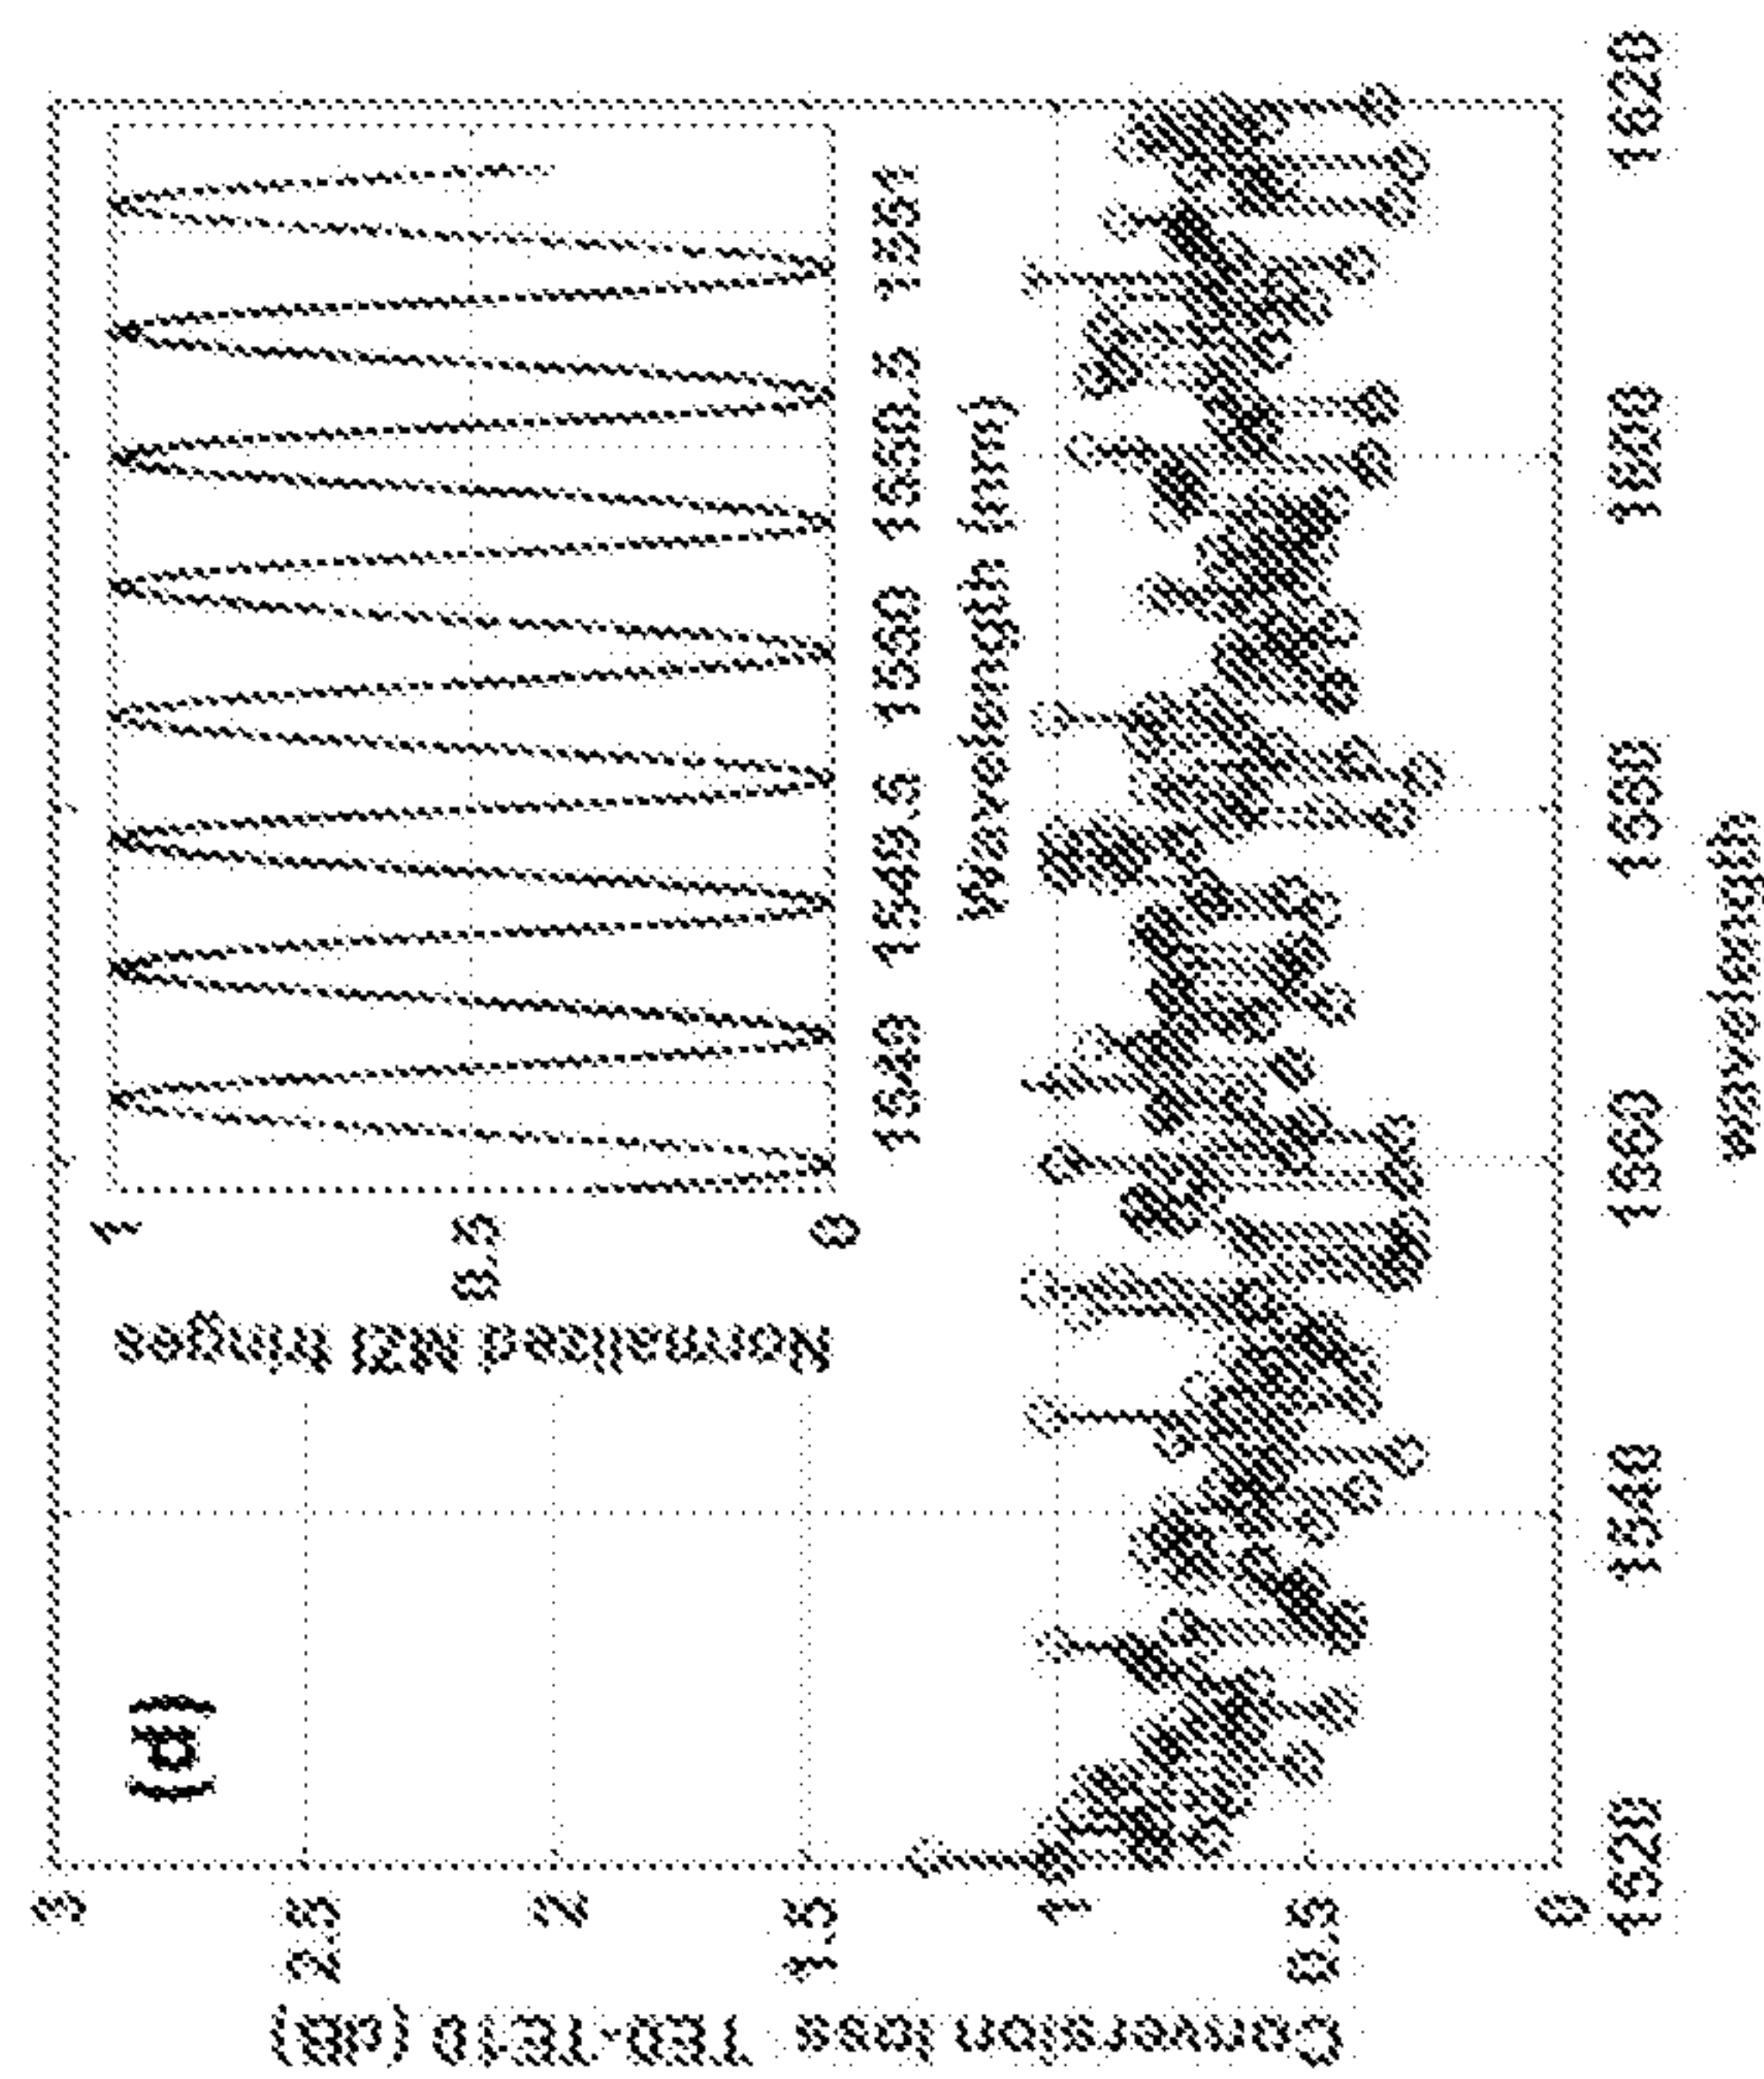 (d)
Conversion loss TE0-TE10 (dB)
3
2.5
2
1.5
1
0.5
0
Normalised MZI fringes
1
0.5
0
1549 1549.5 1550 1550.5 1551
Wavelength (nm)
1520 1540 1560 1580 1600 1620
wavelength